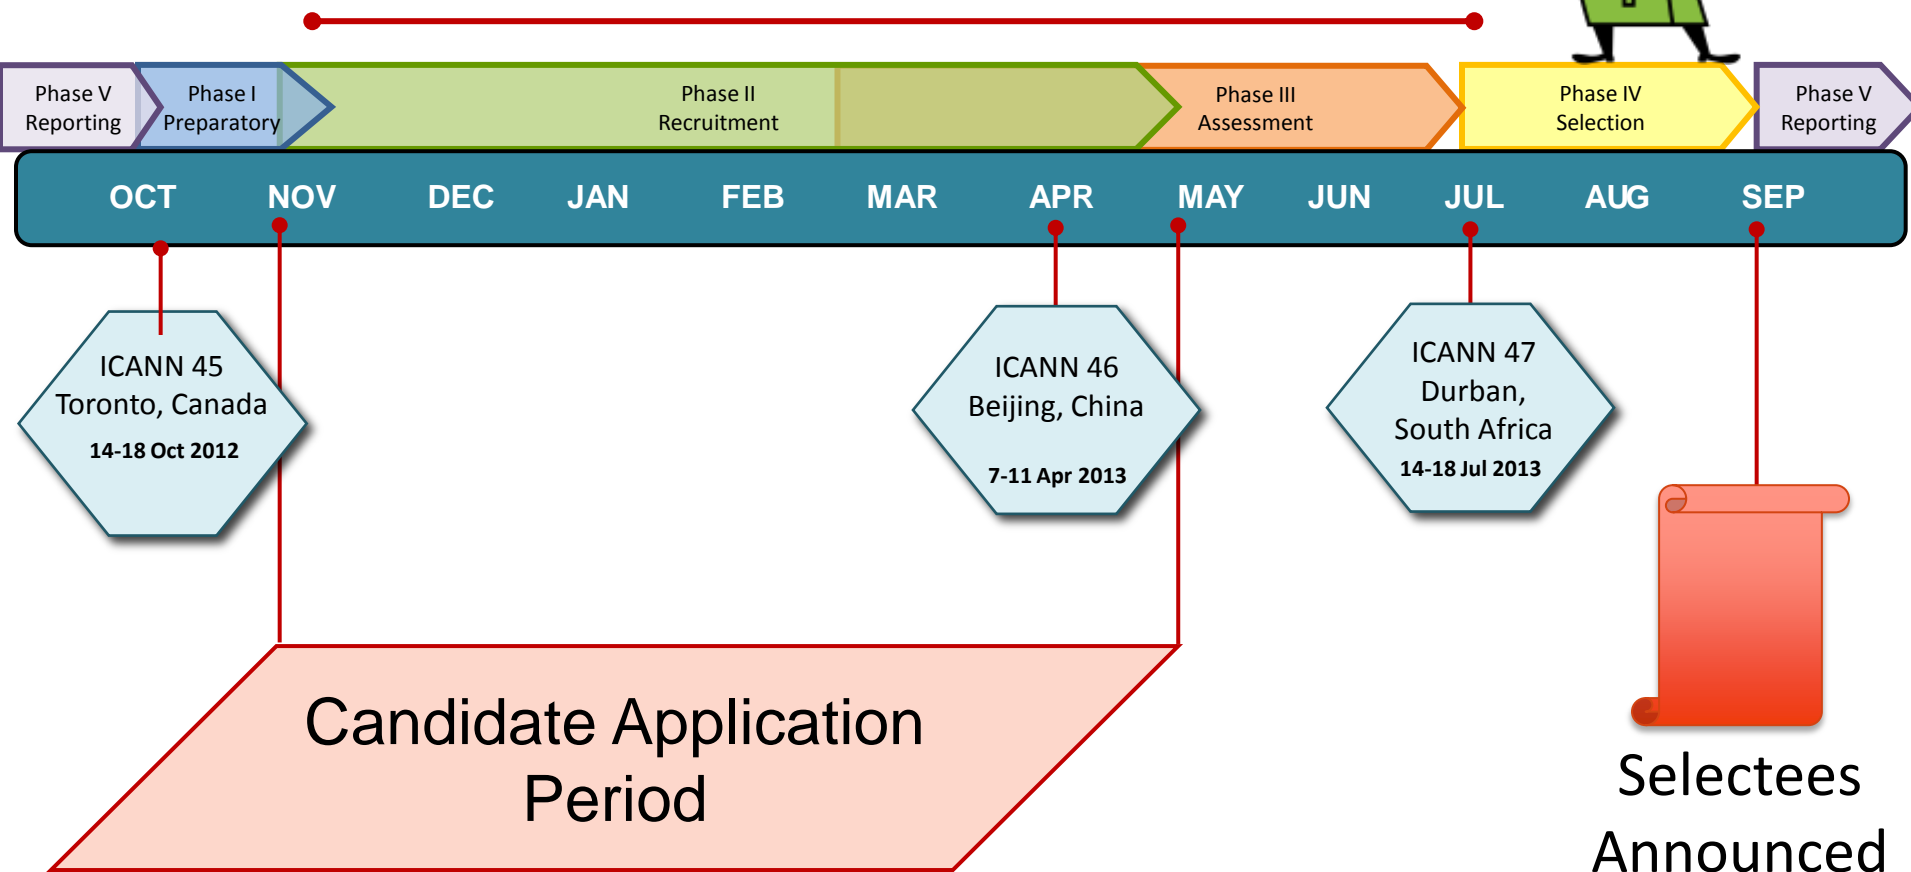 Phase V
Reporting
Phase I
Preparatory
Phase II
Recruitment
Phase III
Assessment
Phase IV
Selection
Phase V
Reporting
OCT NOV DEC JAN FEB MAR APR MAY JUN JUL AUG SEP
ICANN 45
Toronto, Canada
14-18 Oct 2012
ICANN 46
Beijing, China
7-11 Apr 2013
ICANN 47
Durban,
South Africa
14-18 Jul 2013
Candidate Application
Period
Selectees
Announced